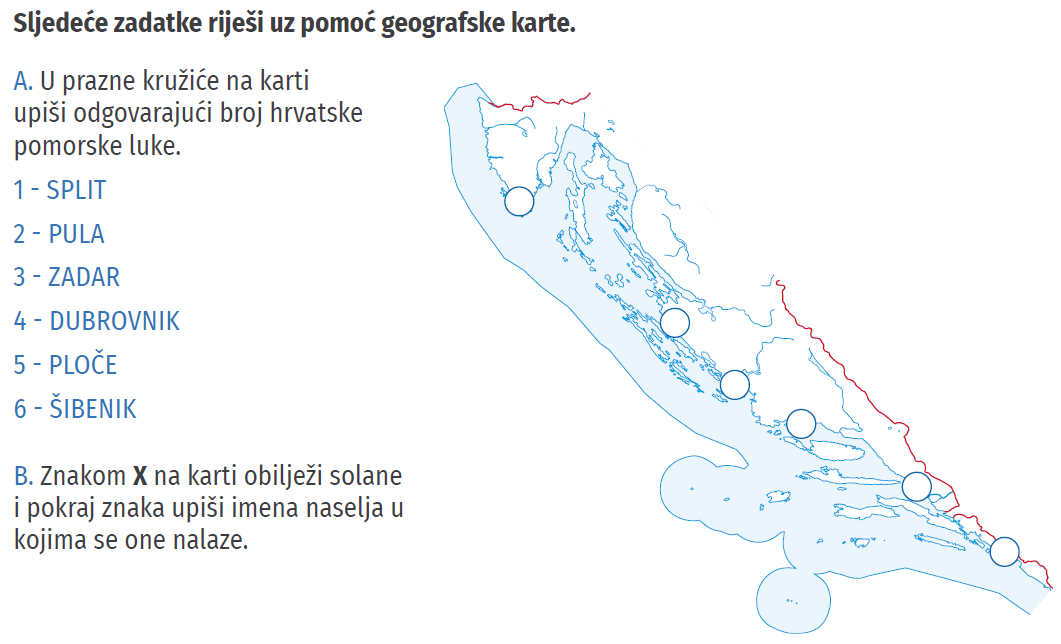 Sljedeće zadatke riješi uz pomoć geografske karte.
A. U prazne kružiće na karti
upiši odgovarajući broj hrvatske
pomorske luke.
1 - SPLIT
2 - PULA
3 - ZADAR
4 - DUBROVNIK
5 - PLOČE
6 - ŠIBENIK
B. Znakom X na karti obilježi solane
i pokraj znaka upiši imena naselja u
kojima se one nalaze.